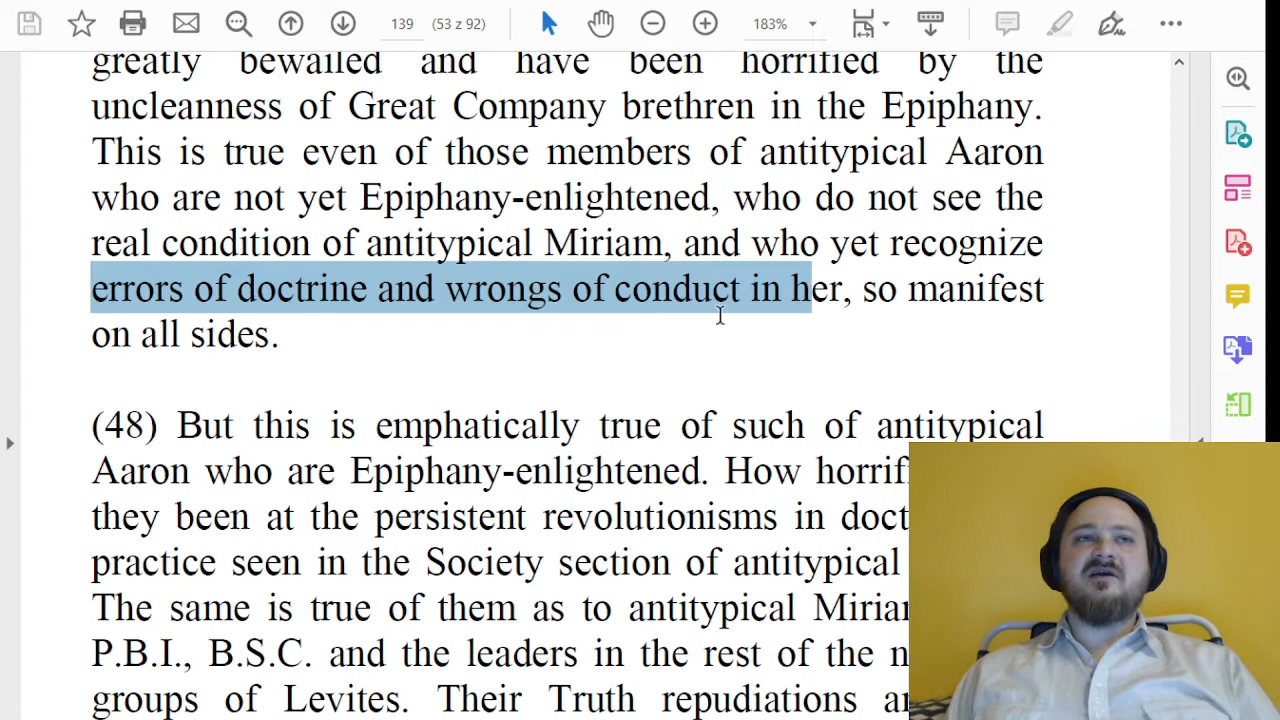 139 (53 z 92) 183%
greatly bewailed and have been horrified by the
uncleanness of Great Company brethren in the Epiphany.
This is true even of those members of antitypical Aaron
who are not yet Epiphany-enlightened, who do not see the
real condition of antitypical Miriam, and who yet recognize
errors of doctrine and wrongs of conduct in her, so manifest
on all sides.
(48) But this is emphatically true of such of antitypical
Aaron who are Epiphany-enlightened. How
they been at the persistent revolutionisms in
practice seen in the Society section of antitypical
The same is true of them as to antitypical
P.B.I., B.S.C. and the leaders in the rest of the
groups of Levites. Their Truth repudiations